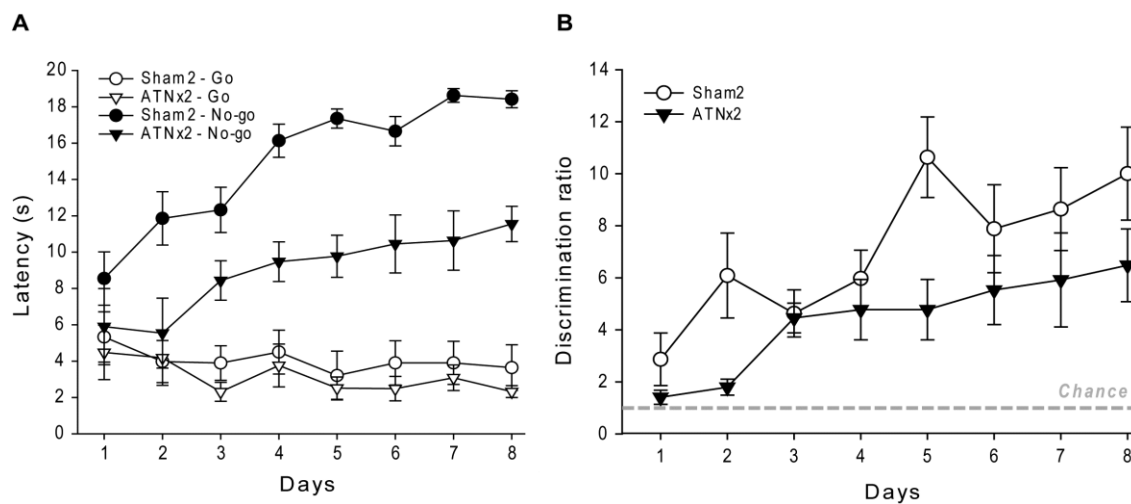 A
Latency (s)
20
18
16
14
12
10
8
6
4
2
0
Sham2 - Go
ATNx2 - Go
Sham2 - No-go
ATNx2 - No-go
1 2 3 4 5 6 7 8
Days
B
Discrimination ratio
14
12
10
8
6
4
2
0
Sham2
ATNx2
Chance
1 2 3 4 5 6 7 8
Days